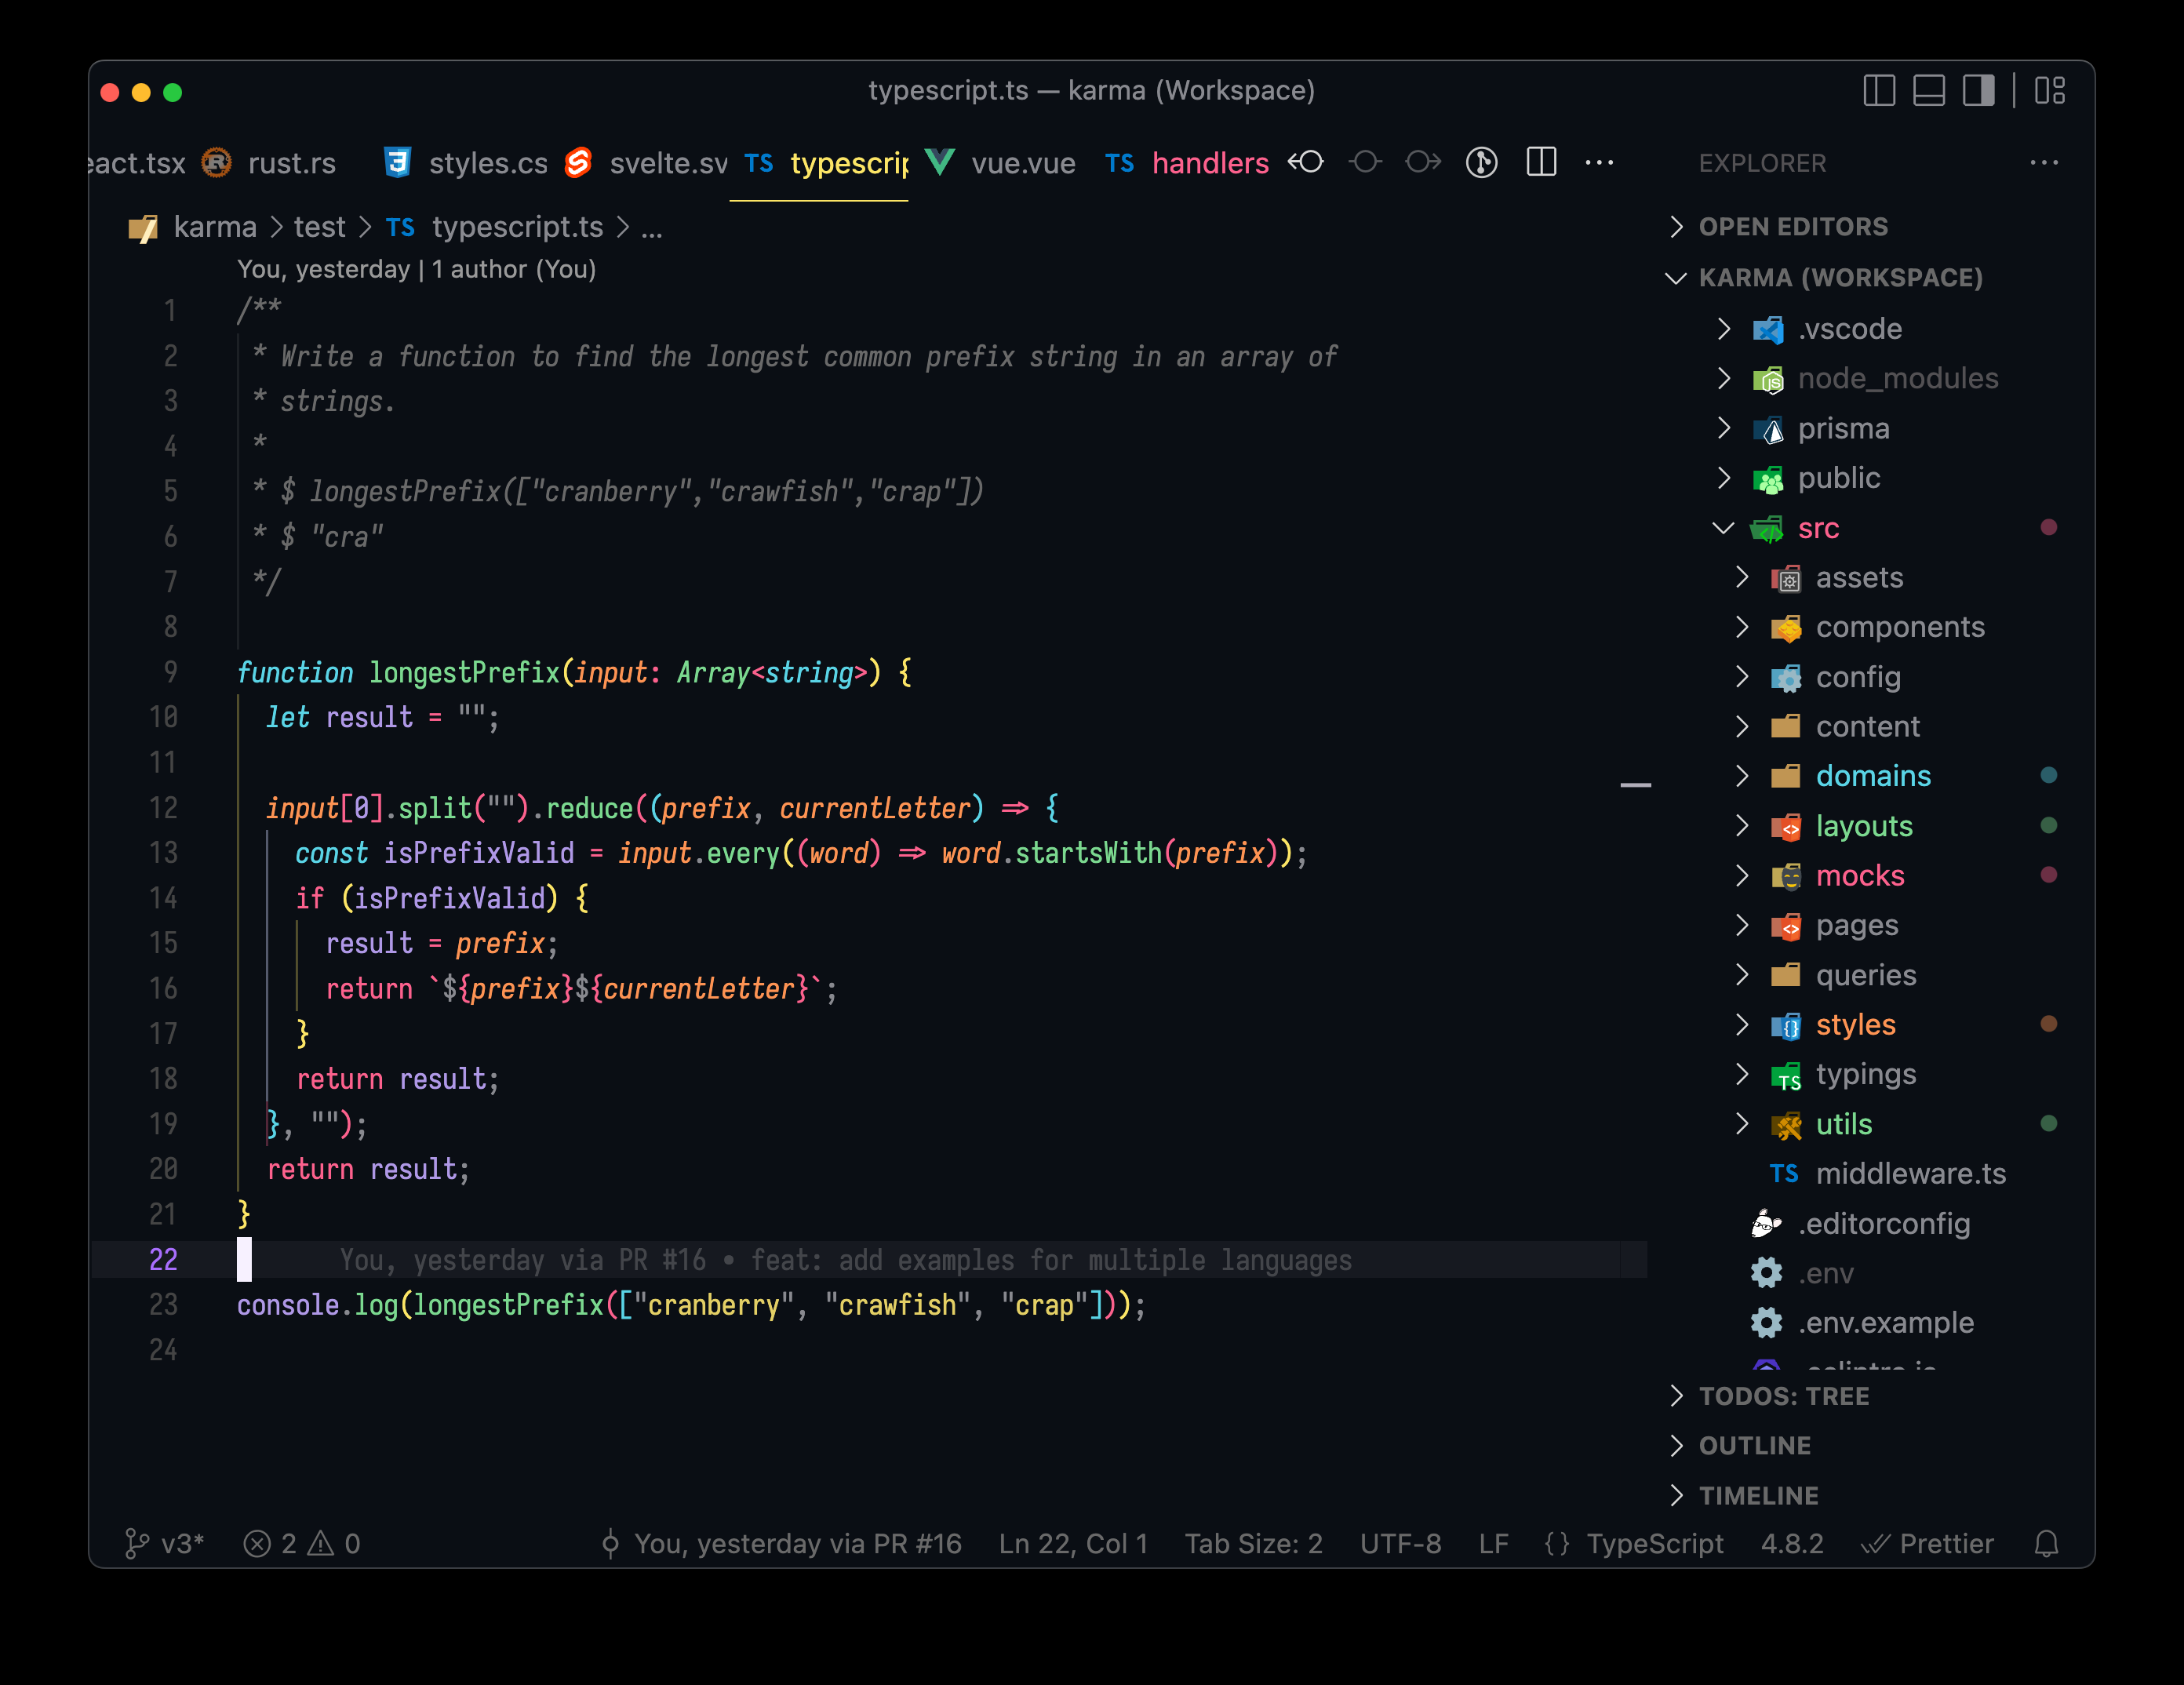 typescript.ts — karma (Workspace)
eact.tsx rust.rs styles.cs svelte.sv TS typescrip vue.vue TS handlers ···
EXPLORER ···
karma > test > TS typescript.ts > ...
You, yesterday | 1 author (You)
1 /**
2 * Write a function to find the longest common prefix string in an array of
3 * strings.
4 *
5 * $ longestPrefix(["cranberry","crawfish","crap"])
6 * $ "cra"
7 */
8
9 function longestPrefix(input: Array<string>) {
10 let result = "";
11
12 input[0].split("").reduce((prefix, currentLetter) => {
13 const isPrefixValid = input.every((word) => word.startsWith(prefix));
14 if (isPrefixValid) {
15 result = prefix;
16 return `${prefix}${currentLetter}`;
17 }
18 return result;
19 }, "");
20 return result;
21 }
22 You, yesterday via PR #16 • feat: add examples for multiple languages
23 console.log(longestPrefix(["cranberry", "crawfish", "crap"]));
24
OPEN EDITORS
KARMA (WORKSPACE)
.vscode
node_modules
prisma
public
src
assets
components
config
content
domains
layouts
mocks
pages
queries
styles
typings
utils
TS middleware.ts
.editorconfig
.env
.env.example
TODOS: TREE
OUTLINE
TIMELINE
v3* 2 0 You, yesterday via PR #16 Ln 22, Col 1 Tab Size: 2 UTF-8 LF {} TypeScript 4.8.2 Prettier